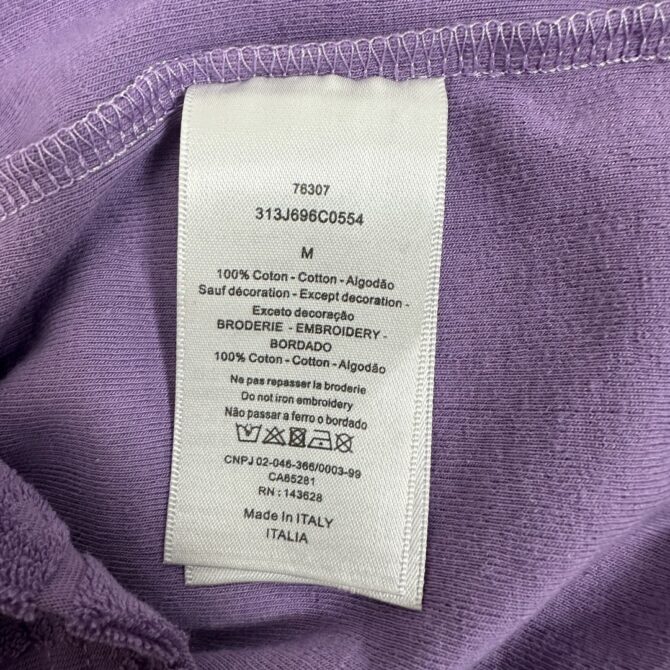 76307
313J696C0554
M
100% Coton - Cotton - Algodão
Sauf décoration - Except decoration -
Exceto decoração
BRODERIE - EMBROIDERY -
BORDADO
100% Coton - Cotton - Algodão
Ne pas repasser la broderie
Do not iron embroidery
Não passar a ferro o bordado
CNPJ 02-046-366/0003-99
CA65281
RN : 143628
Made In ITALY
ITALIA